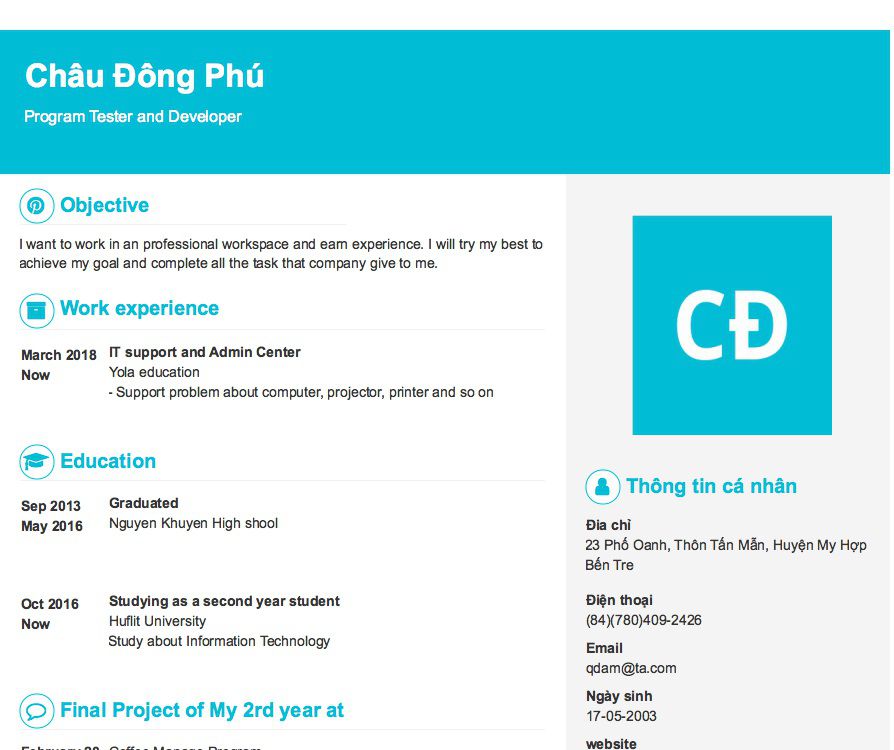 Châu Đông Phú
Program Tester and Developer
Objective
I want to work in an professional workspace and earn experience. I will try my best to
achieve my goal and complete all the task that company give to me.
Work experience
March 2018 IT support and Admin Center
Now Yola education
- Support problem about computer, projector, printer and so on
Education
Sep 2013 Graduated
May 2016 Nguyen Khuyen High shool
Oct 2016 Studying as a second year student
Now Huflit University
Study about Information Technology
Final Project of My 2rd year at
February 20 Coffee Manage Program
CĐ
Thông tin cá nhân
Địa chỉ
23 Phố Oanh, Thôn Tấn Mẫn, Huyện My Hợp
Bến Tre
Điện thoại
(84)(780)409-2426
Email
qdam@ta.com
Ngày sinh
17-05-2003
website